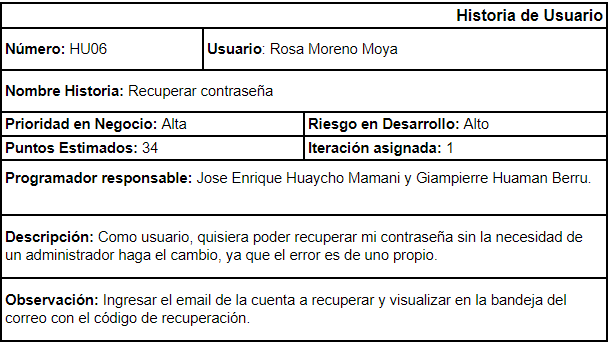 Historia de Usuario
Número: HU06 Usuario: Rosa Moreno Moya
Nombre Historia: Recuperar contraseña
Prioridad en Negocio: Alta Riesgo en Desarrollo: Alto
Puntos Estimados: 34 Iteración asignada: 1
Programador responsable: Jose Enrique Huaycho Mamani y Giampierre Huaman Berru.
Descripción: Como usuario, quisiera poder recuperar mi contraseña sin la necesidad de
un administrador haga el cambio, ya que el error es de uno propio.
Observación: Ingresar el email de la cuenta a recuperar y visualizar en la bandeja del
correo con el código de recuperación.